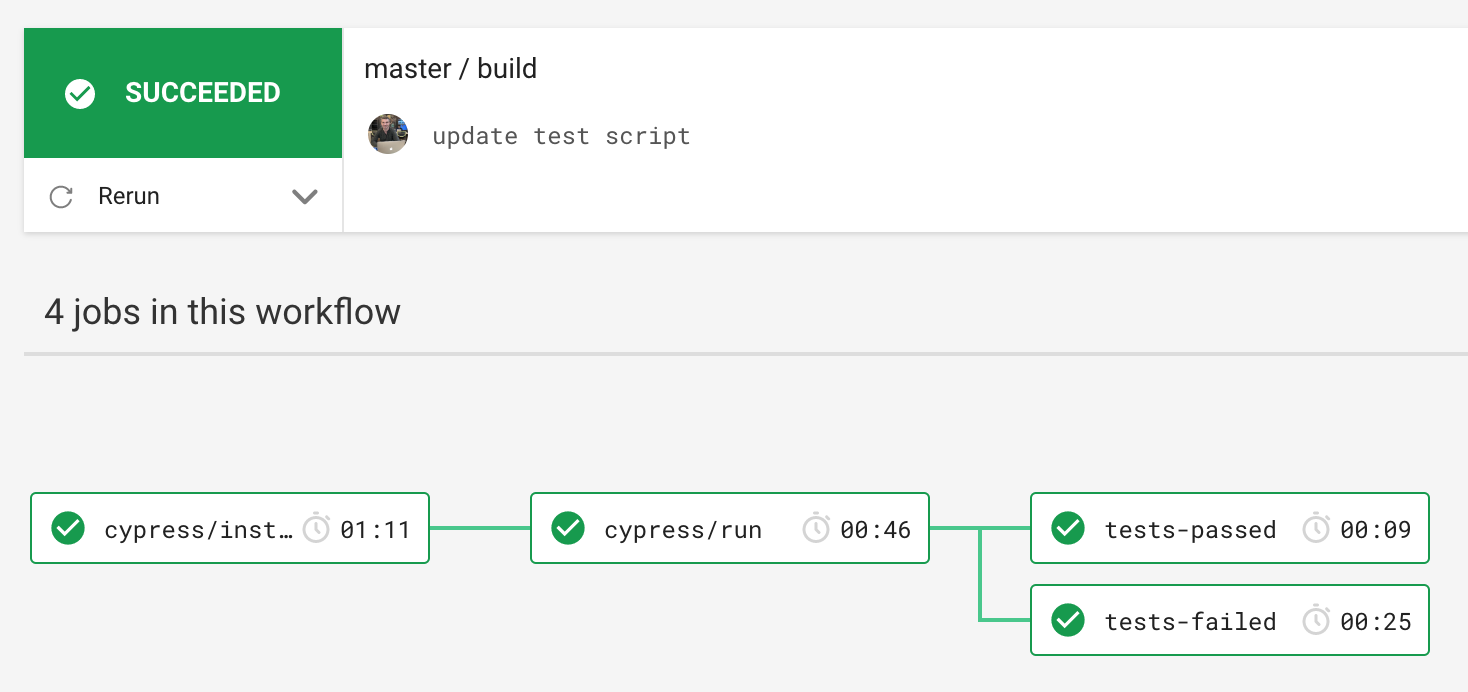 SUCCEEDED
master / build
update test script
Rerun
4 jobs in this workflow
cypress/inst… 01:11
cypress/run 00:46
tests-passed 00:09
tests-failed 00:25